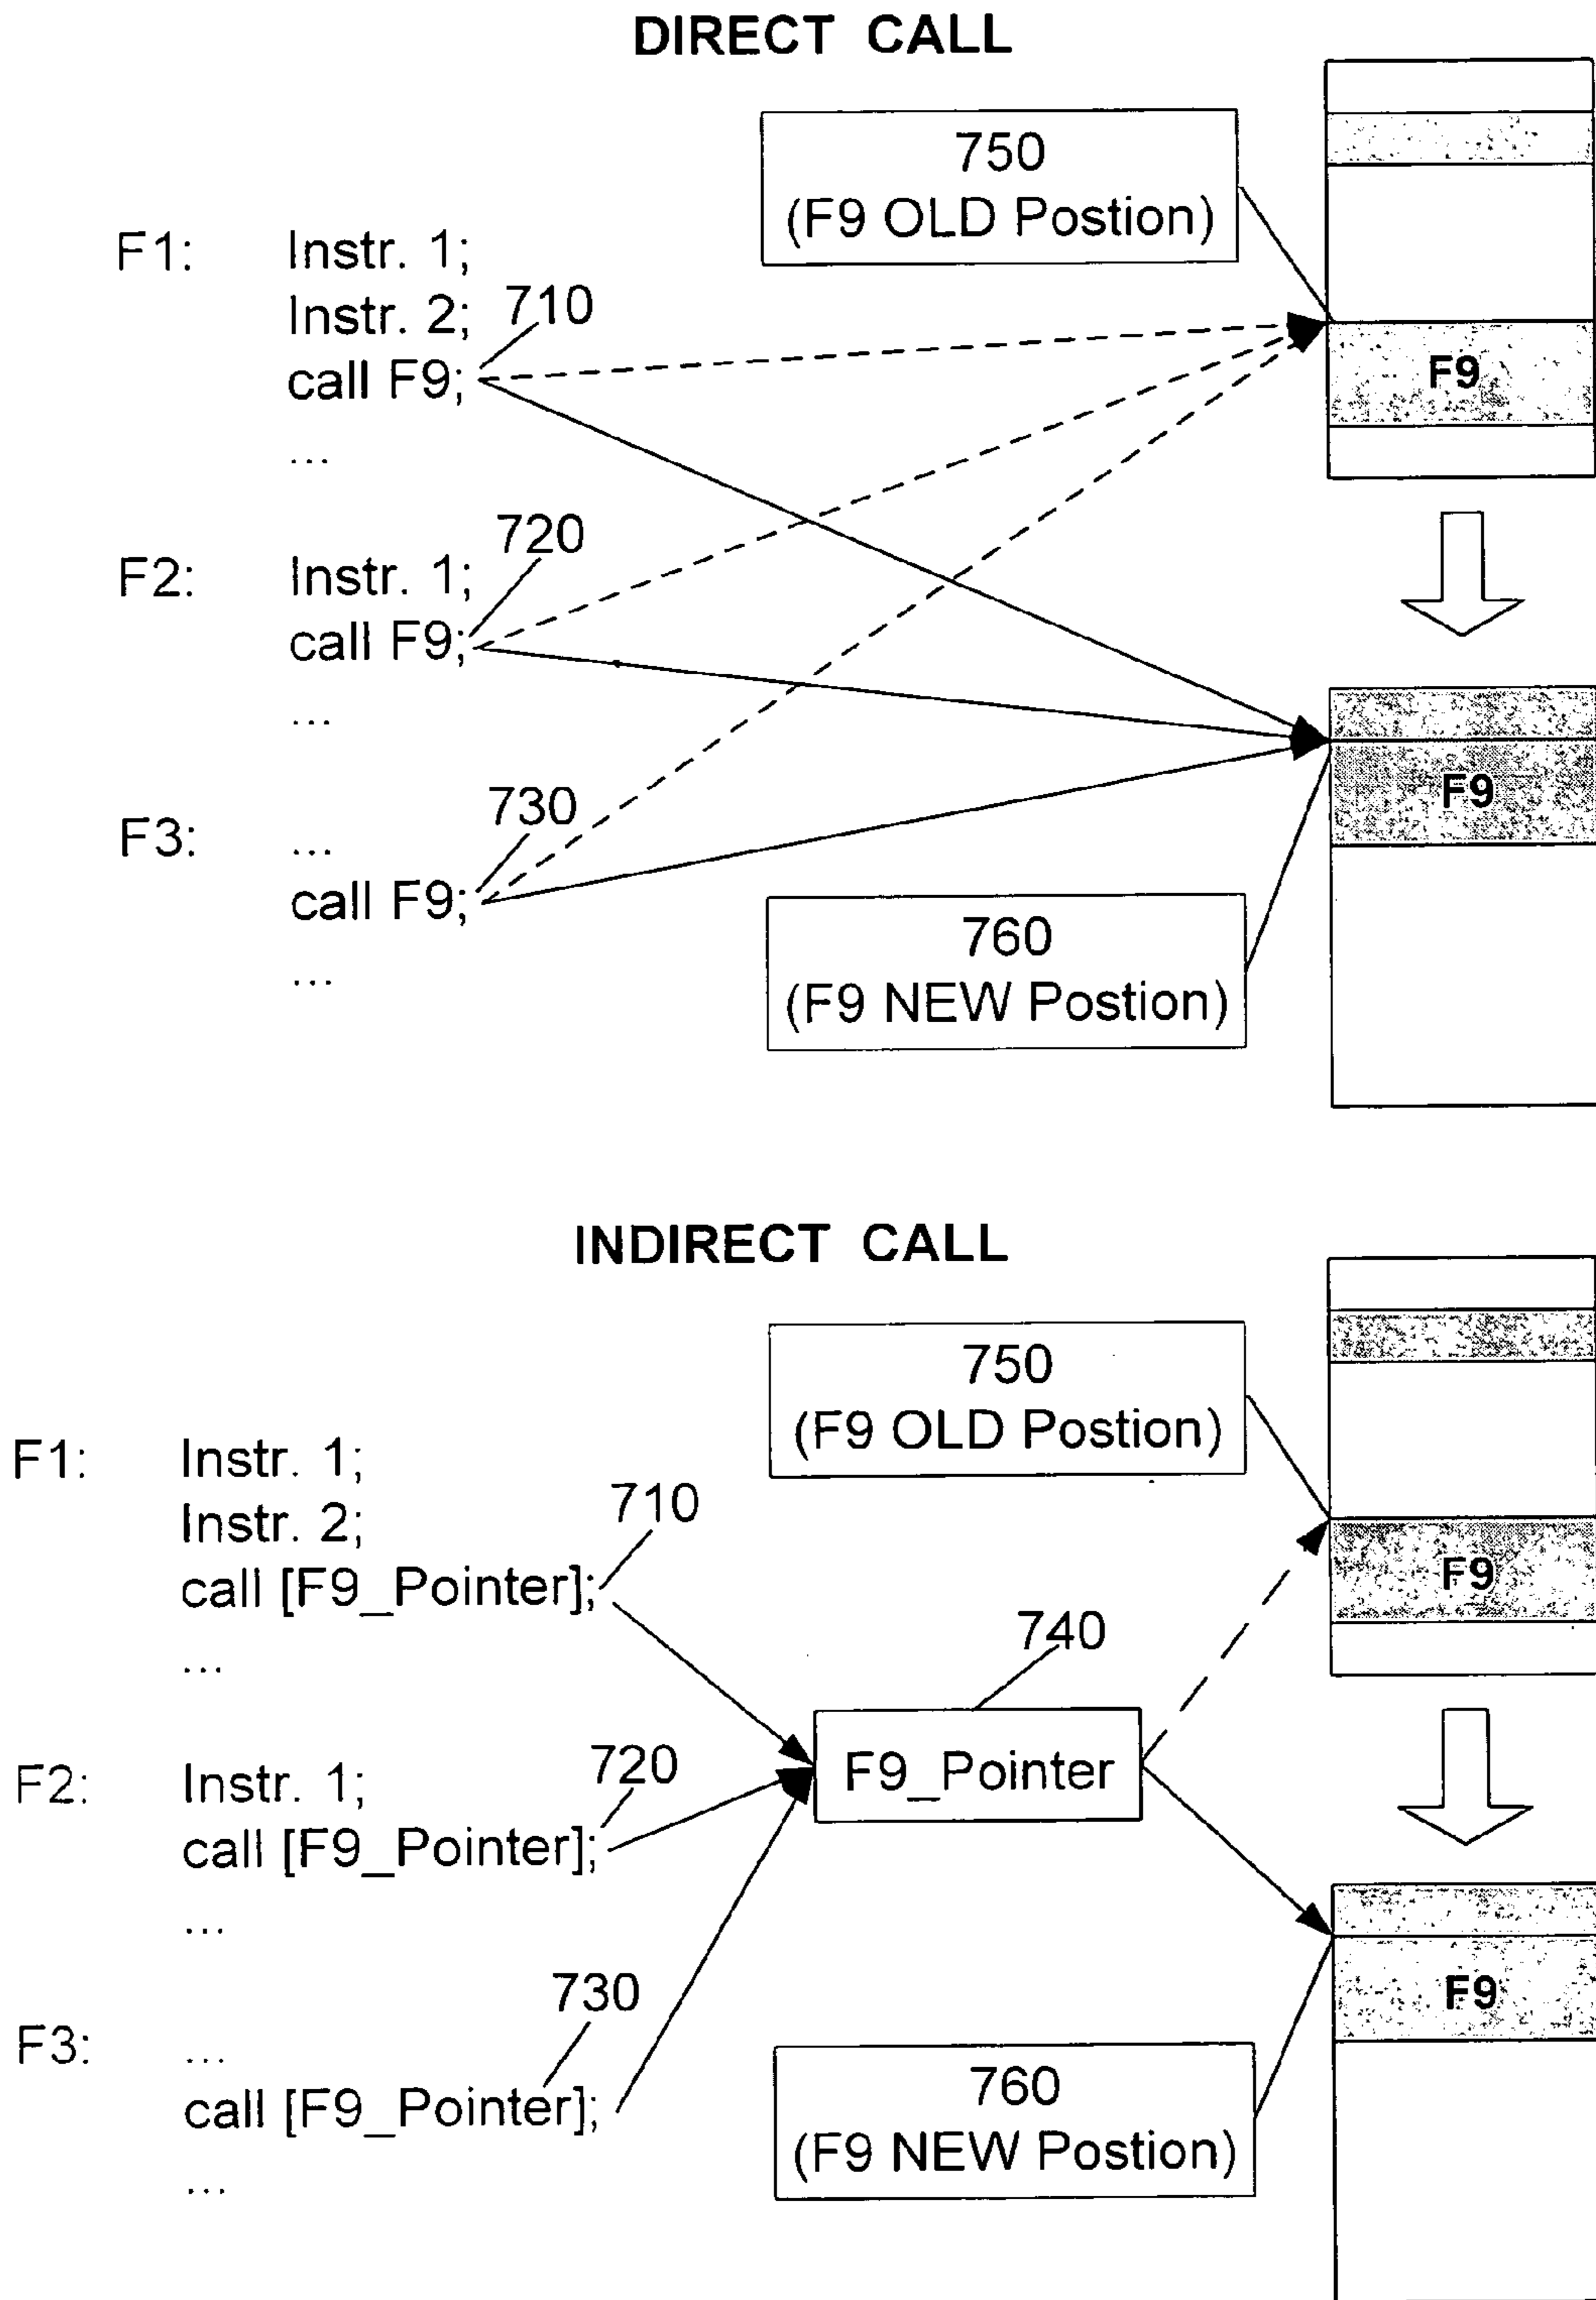 DIRECT CALL
750
(F9 OLD Postion)
F1: Instr. 1;
Instr. 2;
710
call F9;
...
F9
720
F2: Instr. 1;
call F9;
...
730
F3: ...
call F9;
...
F9
760
(F9 NEW Postion)
INDIRECT CALL
750
(F9 OLD Postion)
F1: Instr. 1;
710
Instr. 2;
call [F9_Pointer];
...
F9
740
F9_Pointer
720
F2: Instr. 1;
call [F9_Pointer];
...
730
F3: ...
call [F9_Pointer];
...
F9
760
(F9 NEW Postion)